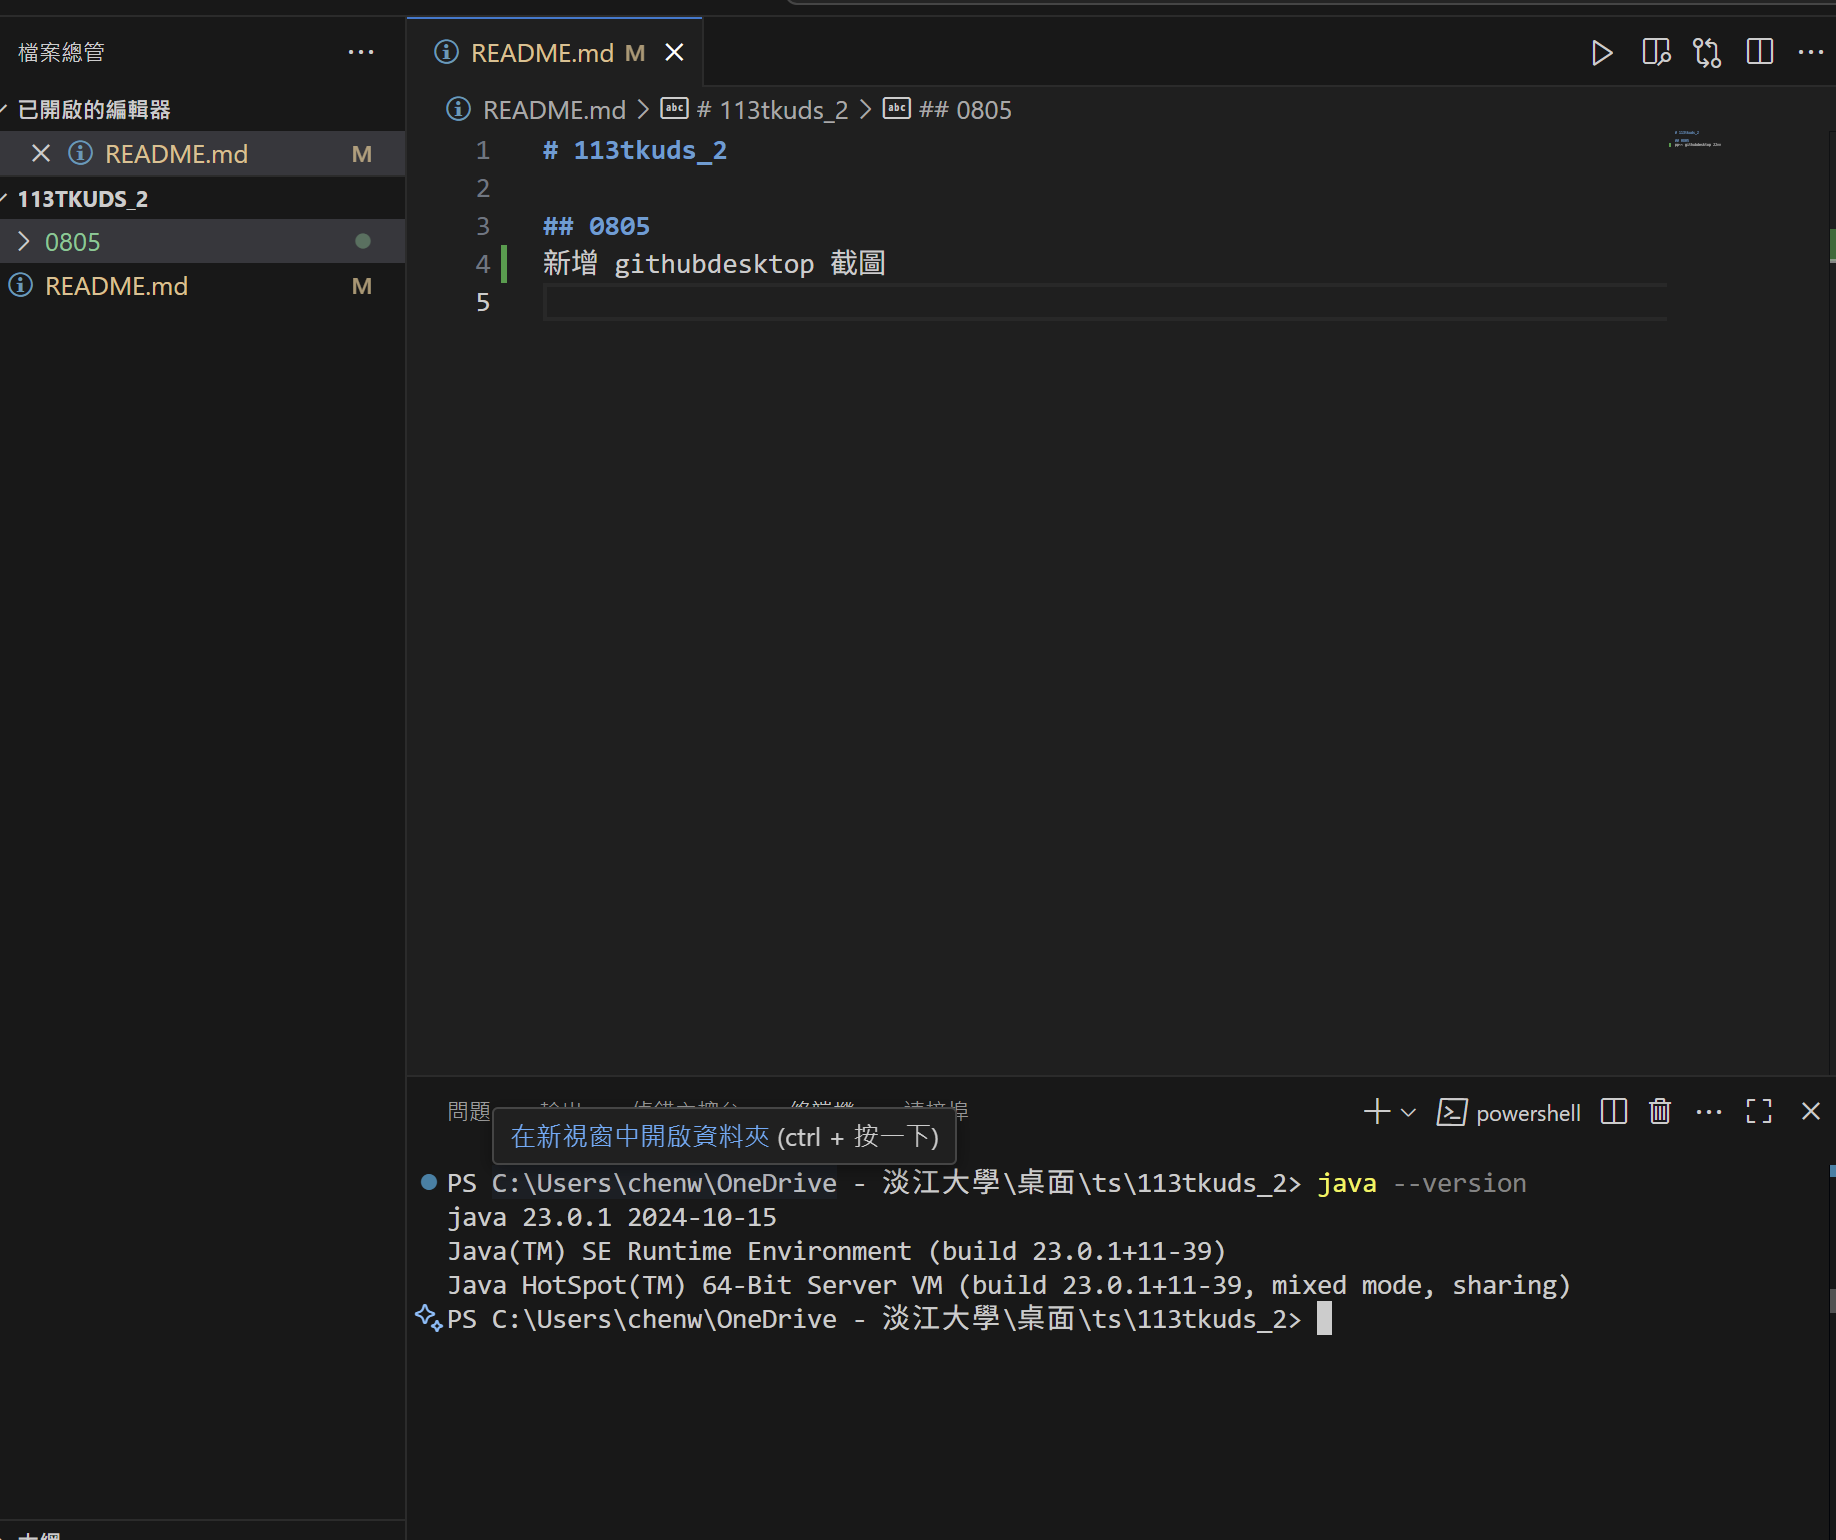 檔案總管
已開啟的編輯器
README.md M
113TKUDS_2
0805
README.md M
README.md M
README.md > # 113tkuds_2 > ## 0805
1 # 113tkuds_2
2
3 ## 0805
4 新增 githubdesktop 截圖
5
問題
powershell
在新視窗中開啟資料夾 (ctrl + 按一下)
PS C:\Users\chenw\OneDrive - 淡江大學\桌面\ts\113tkuds_2> java --version
java 23.0.1 2024-10-15
Java(TM) SE Runtime Environment (build 23.0.1+11-39)
Java HotSpot(TM) 64-Bit Server VM (build 23.0.1+11-39, mixed mode, sharing)
PS C:\Users\chenw\OneDrive - 淡江大學\桌面\ts\113tkuds_2>